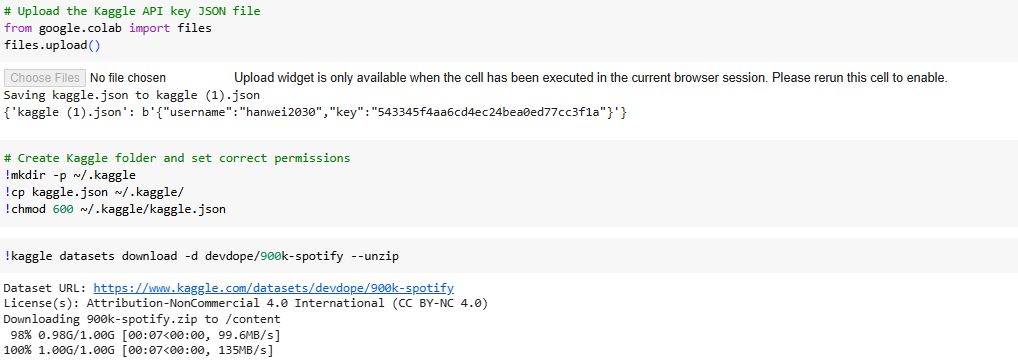 # Upload the Kaggle API key JSON file
from google.colab import files
files.upload()
Choose Files No file chosen Upload widget is only available when the cell has been executed in the current browser session. Please rerun this cell to enable.
Saving kaggle.json to kaggle (1).json
{'kaggle (1).json': b'{"username":"hanwei2030","key":"543345f4aa6cd4ec24bea0ed77cc3f1a"}'}
# Create Kaggle folder and set correct permissions
!mkdir -p ~/.kaggle
!cp kaggle.json ~/.kaggle/
!chmod 600 ~/.kaggle/kaggle.json
!kaggle datasets download -d devdope/900k-spotify --unzip
Dataset URL: https://www.kaggle.com/datasets/devdope/900k-spotify
License(s): Attribution-NonCommercial 4.0 International (CC BY-NC 4.0)
Downloading 900k-spotify.zip to /content
98% 0.98G/1.00G [00:07<00:00, 99.6MB/s]
100% 1.00G/1.00G [00:07<00:00, 135MB/s]